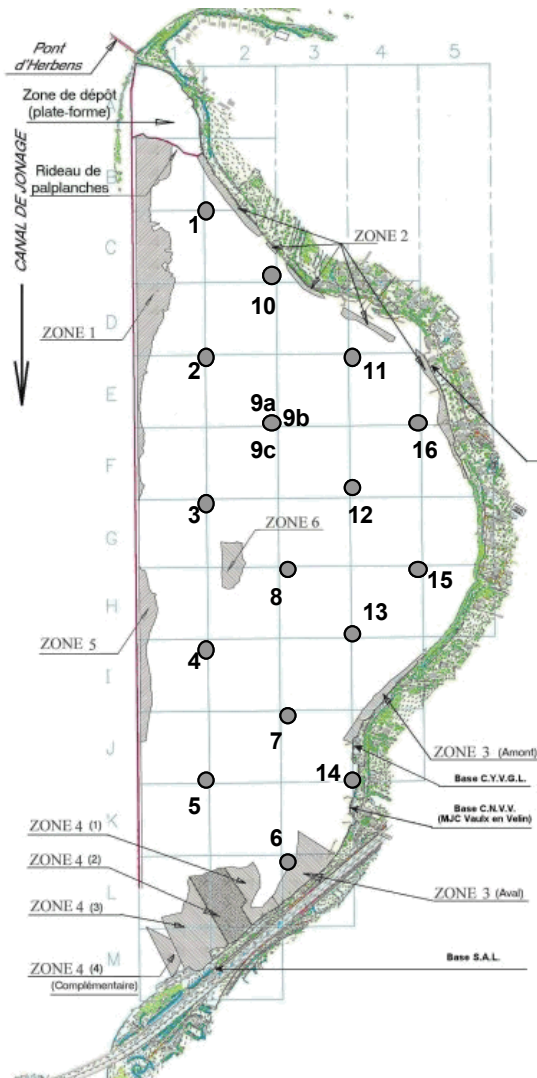 Pont
d'Herbens
1 2 3 4 5
Zone de dépôt
(plate-forme)
Rideau de
palplanches
B
CANAL DE JONAGE
1
ZONE 2
C
10
D
ZONE 1
2
11
E
9a
9b
9c
16
F
3
12
ZONE 6
G
8
15
H
13
ZONE 5
4
I
7
ZONE 3 (Amont)
J
14
Base C.Y.V.G.L.
5
Base C.N.V.V.
(MJC Vaulx en Velin)
K
ZONE 4 (1)
6
ZONE 4 (2)
L
ZONE 3 (Aval)
ZONE 4 (3)
M
ZONE 4 (4)
(Complémentaire)
Base S.A.L.